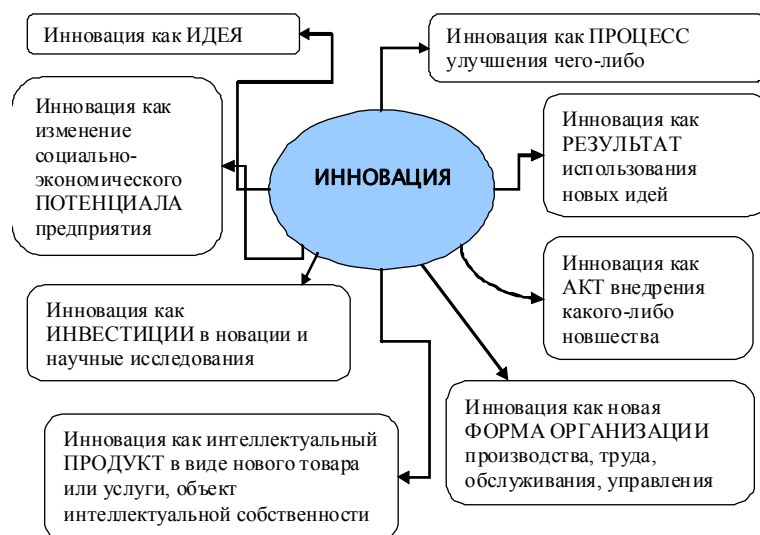 Инновация как ИДЕЯ
Инновация как ПРОЦЕСС
улучшения чего-либо
Инновация как
изменение
социально-
экономического
ПОТЕНЦИАЛА
предприятия
ИННОВАЦИЯ
Инновация как
РЕЗУЛЬТАТ
использования
новых идей
Инновация как
АКТ внедрения
какого-либо
новшества
Инновация как
ИНВЕСТИЦИИ в новации и
научные исследования
Инновация как новая
ФОРМА ОРГАНИЗАЦИИ
производства, труда,
обслуживания, управления
Инновация как интеллектуальный
ПРОДУКТ в виде нового товара
или услуги, объект
интеллектуальной собственности